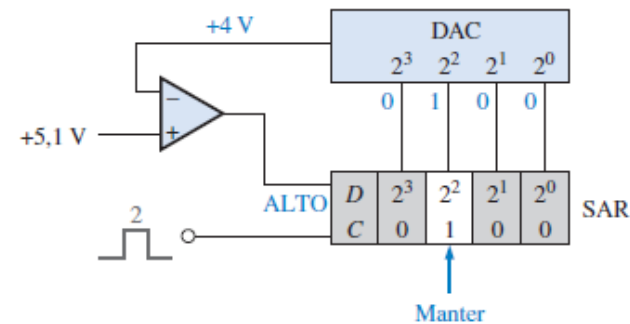 +4 V
DAC
2³ 2² 2¹ 2⁰
0 1 0 0
−
+
+5,1 V
ALTO
D 2³ 2² 2¹ 2⁰
C 0 1 0 0
SAR
2
Manter